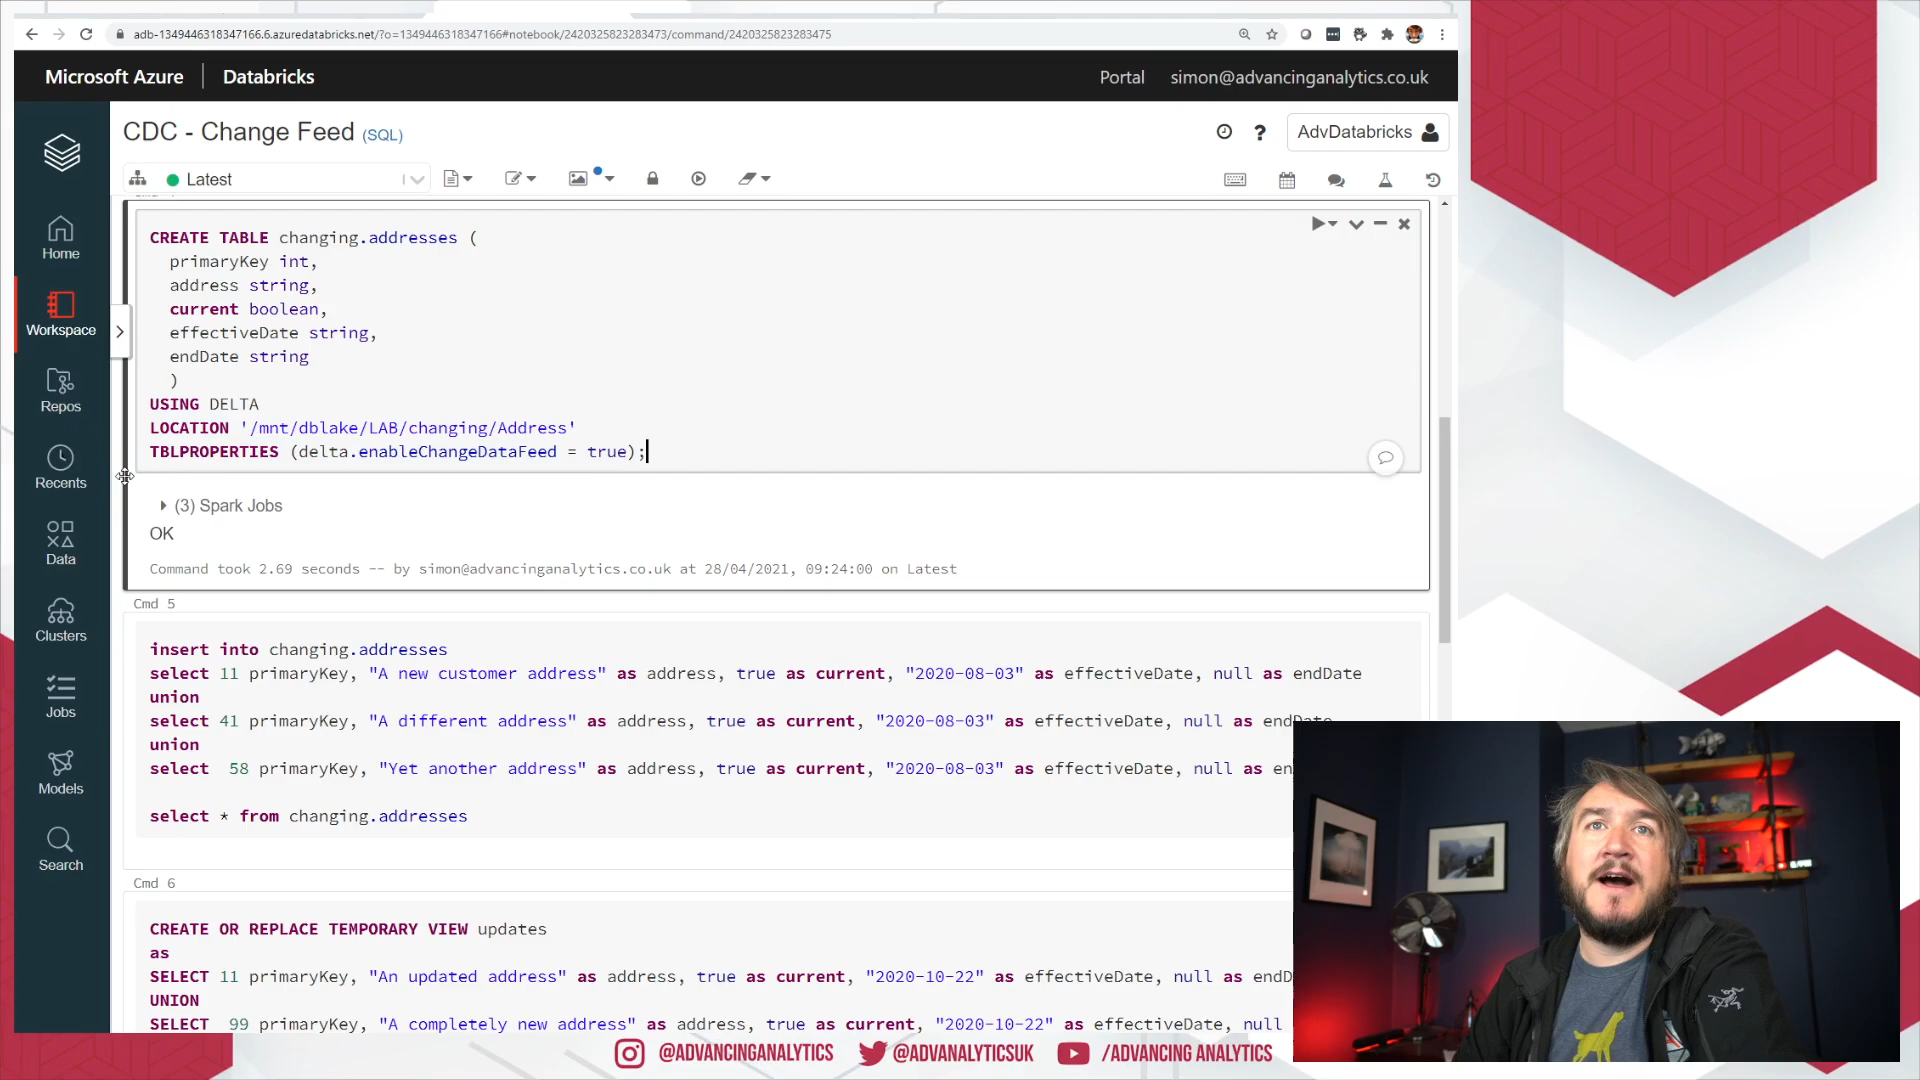 adb-1349446318347166.6.azuredatabricks.net/?o=1349446318347166#notebook/2420325823283473/command/2420325823283475
Microsoft Azure | Databricks
Portal simon@advancinganalytics.co.uk
CDC - Change Feed (SQL)
? AdvDatabricks
Latest
Home
Workspace
Repos
Recents
Data
Clusters
Jobs
Models
Search
CREATE TABLE changing.addresses (
primaryKey int,
address string,
current boolean,
effectiveDate string,
endDate string
)
USING DELTA
LOCATION '/mnt/dblake/LAB/changing/Address'
TBLPROPERTIES (delta.enableChangeDataFeed = true);
(3) Spark Jobs
OK
Command took 2.69 seconds -- by simon@advancinganalytics.co.uk at 28/04/2021, 09:24:00 on Latest
Cmd 5
insert into changing.addresses
select 11 primaryKey, "A new customer address" as address, true as current, "2020-08-03" as effectiveDate, null as endDate
union
select 41 primaryKey, "A different address" as address, true as current, "2020-08-03" as effectiveDate, null as endDate
union
select 58 primaryKey, "Yet another address" as address, true as current, "2020-08-03" as effectiveDate, null as en
select * from changing.addresses
Cmd 6
CREATE OR REPLACE TEMPORARY VIEW updates
as
SELECT 11 primaryKey, "An updated address" as address, true as current, "2020-10-22" as effectiveDate, null as endD
UNION
SELECT 99 primaryKey, "A completely new address" as address, true as current, "2020-10-22" as effectiveDate, null
@ADVANCINGANALYTICS @ADVANALYTICSUK /ADVANCING ANALYTICS